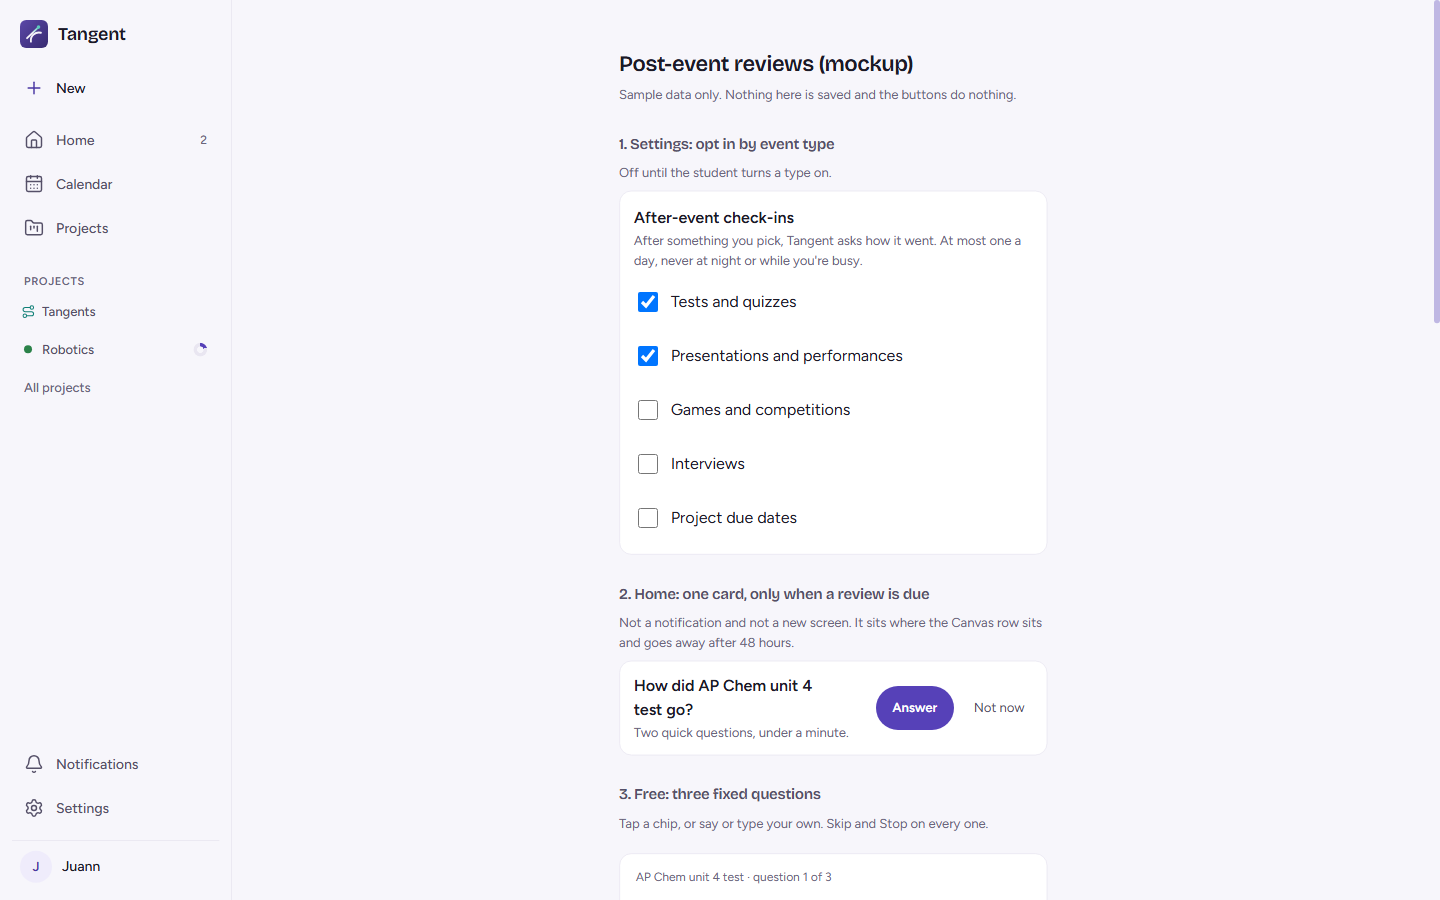 Tangent
New
Home 2
Calendar
Projects
PROJECTS
Tangents
Robotics
All projects
Notifications
Settings
J Juann
Post-event reviews (mockup)
Sample data only. Nothing here is saved and the buttons do nothing.
1. Settings: opt in by event type
Off until the student turns a type on.
After-event check-ins
After something you pick, Tangent asks how it went. At most one a
day, never at night or while you're busy.
Tests and quizzes
Presentations and performances
Games and competitions
Interviews
Project due dates
2. Home: one card, only when a review is due
Not a notification and not a new screen. It sits where the Canvas row sits
and goes away after 48 hours.
How did AP Chem unit 4
test go?
Two quick questions, under a minute.
Answer Not now
3. Free: three fixed questions
Tap a chip, or say or type your own. Skip and Stop on every one.
AP Chem unit 4 test · question 1 of 3